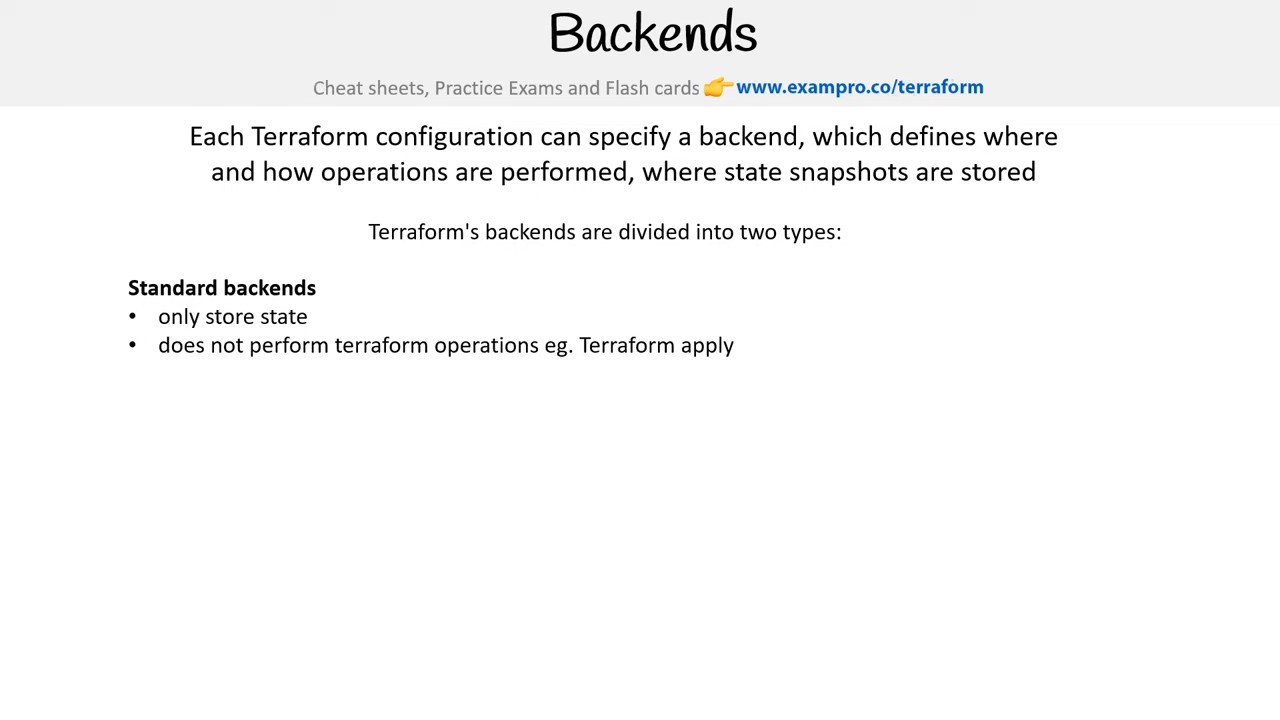 Backends
Cheat sheets, Practice Exams and Flash cards 👉 www.exampro.co/terraform
Each Terraform configuration can specify a backend, which defines where
and how operations are performed, where state snapshots are stored
Terraform's backends are divided into two types:
Standard backends
• only store state
• does not perform terraform operations eg. Terraform apply